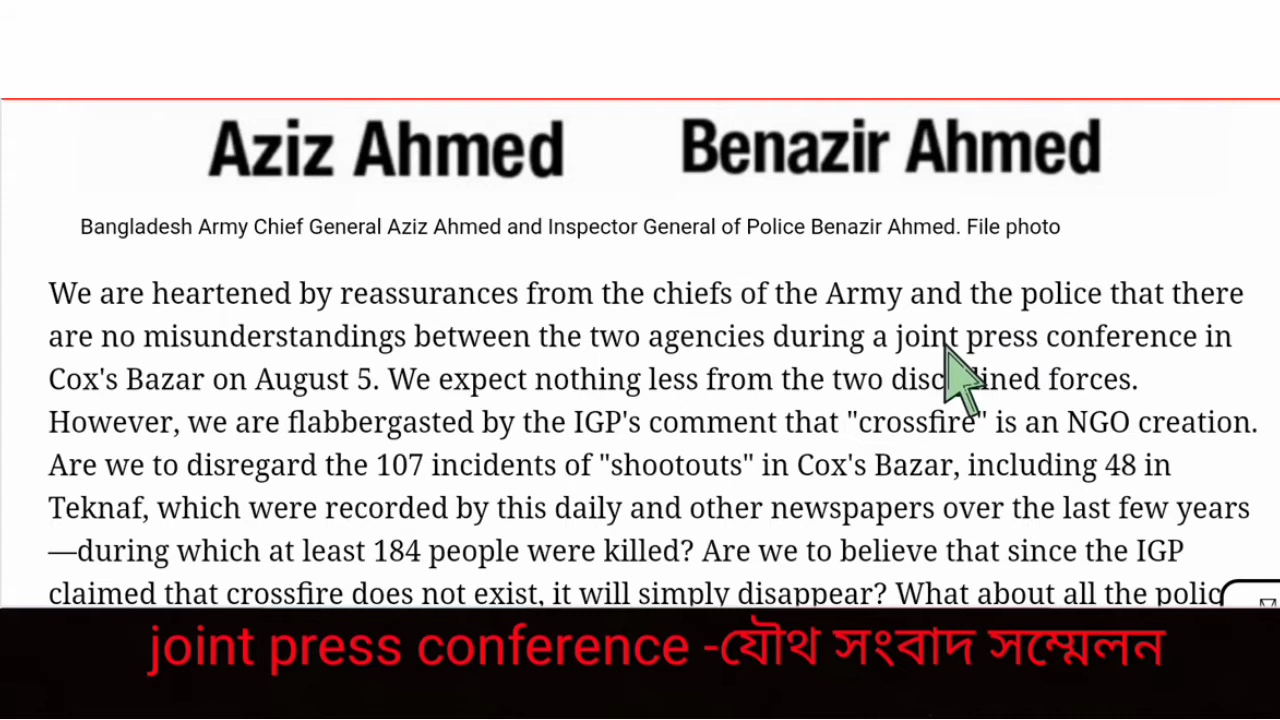 Aziz Ahmed Benazir Ahmed
Bangladesh Army Chief General Aziz Ahmed and Inspector General of Police Benazir Ahmed. File photo
We are heartened by reassurances from the chiefs of the Army and the police that there
are no misunderstandings between the two agencies during a joint press conference in
Cox's Bazar on August 5. We expect nothing less from the two disciplined forces.
However, we are flabbergasted by the IGP's comment that "crossfire" is an NGO creation.
Are we to disregard the 107 incidents of "shootouts" in Cox's Bazar, including 48 in
Teknaf, which were recorded by this daily and other newspapers over the last few years
—during which at least 184 people were killed? Are we to believe that since the IGP
claimed that crossfire does not exist, it will simply disappear? What about all the polic
joint press conference -যৌথ সংবাদ সম্মেলন